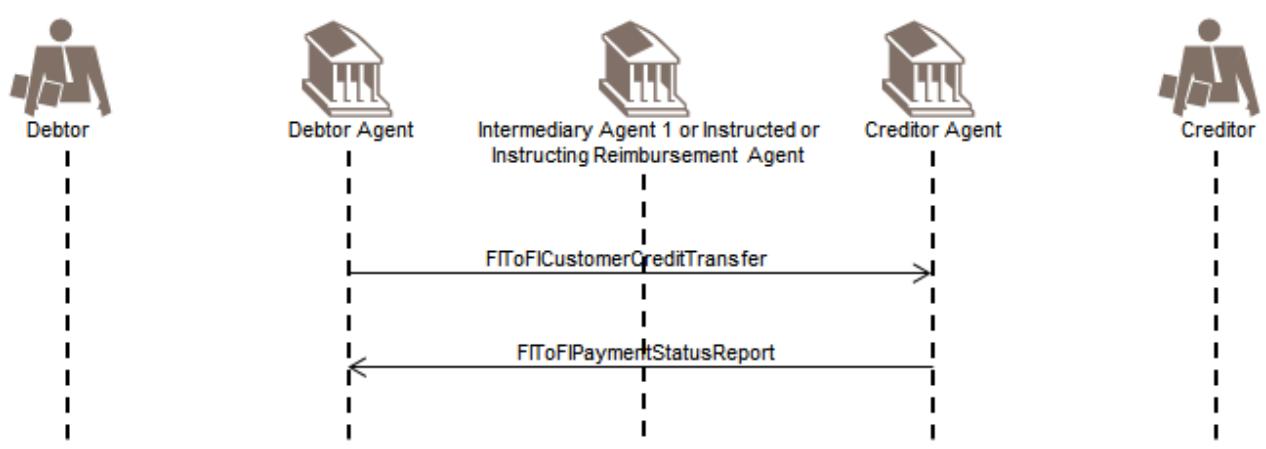 Debtor
Debtor Agent
Intermediary Agent 1 or Instructed or
Instructing Reimbursement Agent
Creditor Agent
Creditor
FIToFICustomerCreditTransfer
FIToFIPaymentStatusReport